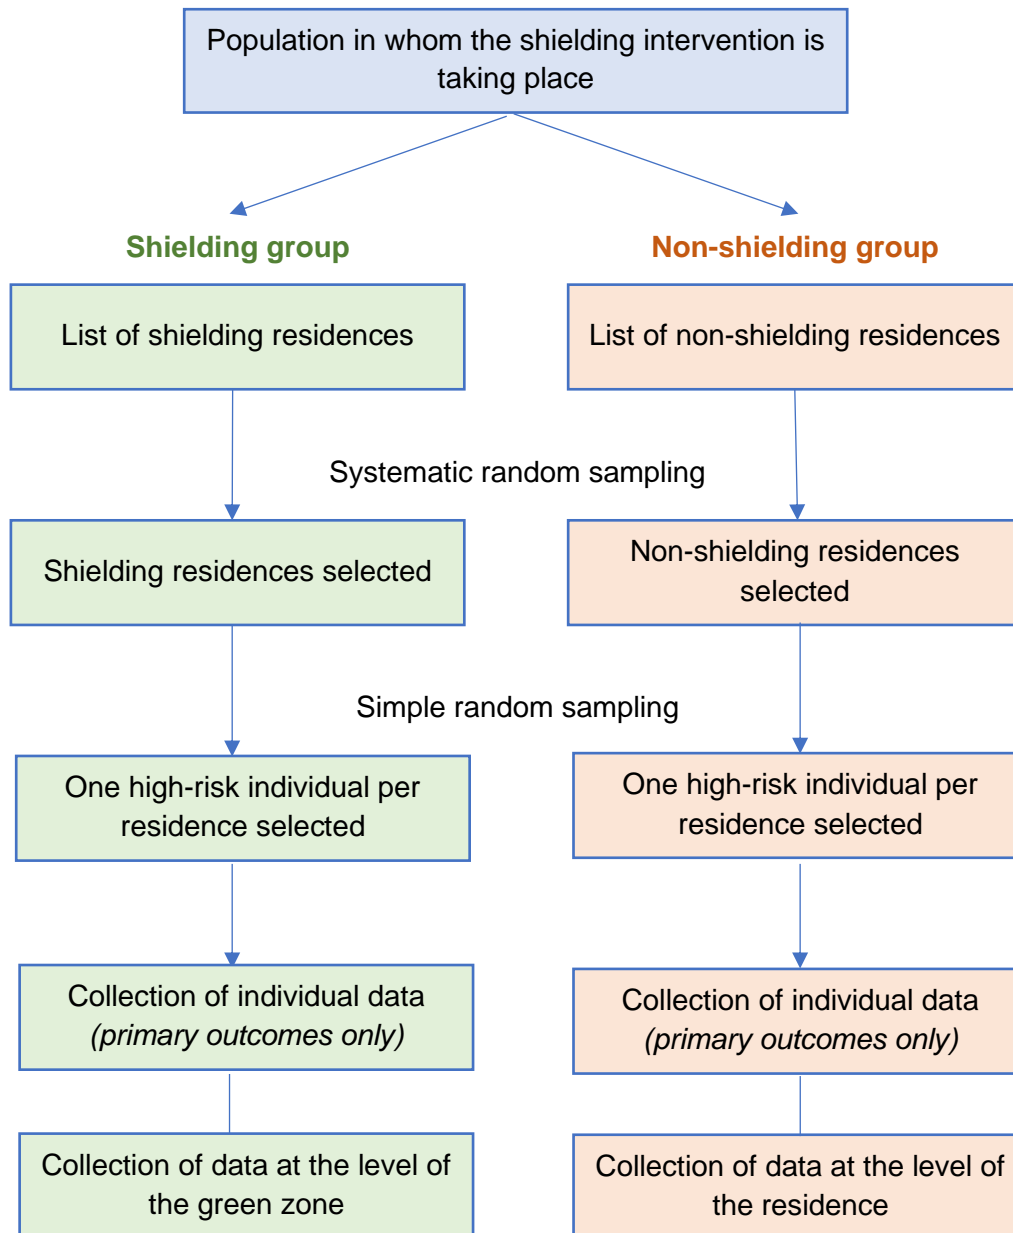 Population in whom the shielding intervention is
taking place
Shielding group
Non-shielding group
List of shielding residences
List of non-shielding residences
Systematic random sampling
Shielding residences selected
Non-shielding residences
selected
Simple random sampling
One high-risk individual per
residence selected
One high-risk individual per
residence selected
Collection of individual data
(primary outcomes only)
Collection of individual data
(primary outcomes only)
Collection of data at the level of
the green zone
Collection of data at the level of
the residence